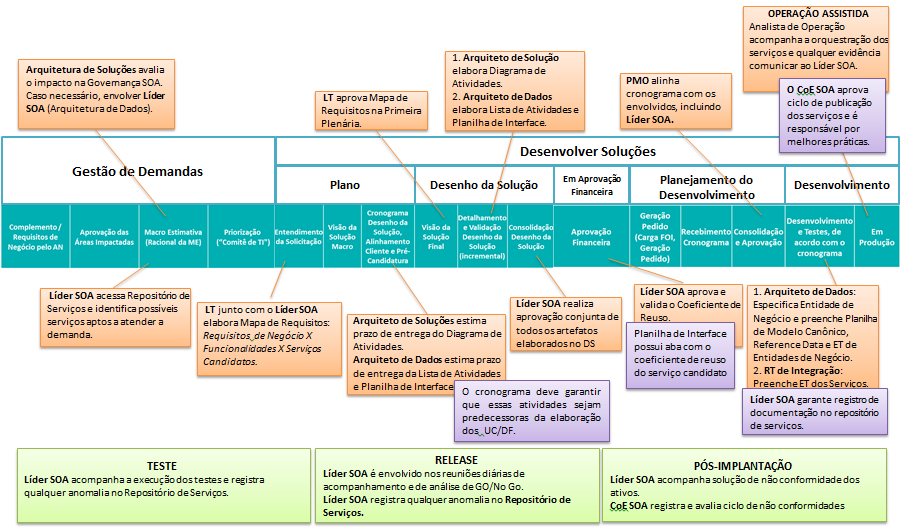 OPERAÇÃO ASSISTIDA
Analista de Operação
acompanha a orquestração dos
serviços e qualquer evidência
comunicar ao Líder SOA.
Arquitetura de Soluções avalia
o impacto na Governça SOA.
Caso necessário, envolver Líder
SOA (Arquitetura de Dados).
LT aprova Mapa de
Requisitos na Primeira
Plenária.
1. Arquiteto de Solução
elabora Diagrama de
Atividades.
2. Arquiteto de Dados
elabora Lista de Atividades e
Planilha de Interface.
PMO alinha
cronograma com os
envolvidos, incluindo
Líder SOA.
O CoE SOA aprova
ciclo de publicação
dos serviços e é
responsável por
melhores práticas.
Gestão de Demandas
Desenvolver Soluções
Plano
Desenho da Solução
Em Aprovação
Financeira
Planejamento do
Desenvolvimento
Desenvolvimento
Complemento /
Requisitos de
Negócio pelo AN
Aprovação das
Áreas Impactadas
Macro Estimativa
(Racional da ME)
Priorização
("Comitê de TI")
Entendimento
da Solicitação
Visão da
Solução
Macro
Cronograma
Desenho da
Solução,
Alinhamento
Cliente e Pré-
Candidatura
Visão da
Solução
Final
Detalhamento
e Validação
Desenho da
Solução
(incremental)
Consolidação
Desenho da
Solução
Aprovação
Financeira
Geração
Pedido
(Carga FOI,
Geração
Pedido)
Recebimento
Cronograma
Consolidação
e Aprovação
Desenvolvimento
e Testes, de
acordo com o
cronograma
Em
Produção
Líder SOA acessa Repositório de
Serviços e identifica possiveis
serviços aptos a atender a
demanda.
LT junto com o Líder SOA
elabora Mapa de Requisitos:
Requisitos de Negócio X
Funcionalidades X Serviços
Candidatos.
Arquiteto de Soluções estima
prazo de entrega do Diagrama de
Atividades.
Arquiteto de Dados estima prazo
de entrega da Lista de Atividades
e Planilha de Interface
O cronograma deve garantir
que essas atividades sejam
predecessoras da elaboração
dos UC/DF.
Líder SOA realiza
aprovação conjunta de
todos os artefatos
elaborados no DS
Líder SOA aprova e
valida o Coeficiente de
Reuso.
Planilha de Interface
possui aba com o
coeficiente de reuso
do serviço candidato
1. Arquiteto de Dados:
Especifica Entidade de
Negócio e preenche Planilha
de Modelo Canônico,
Reference Data e ET de
Entidades de Negócio.
2. RT de Integração:
Preenche ET dos Serviços.
Líder SOA garante registro de
documentação no repositório
de servicos.
TESTE
Líder SOA acompanha a execução dos testes e registra
qualquer anomalia no Repositório de Serviços.
RELEASE
Líder SOA é envolvido nos reuniões diárias de
acompanhamento e de análise de GO/No Go.
Líder SOA registra qualquer anomalia no Repositório de
Serviços.
PÓS-IMPLANTAÇÃO
Líder SOA acompanha solução de não conformidade dos
ativos.
CoE SOA registra e avalia ciclo de não conformidades